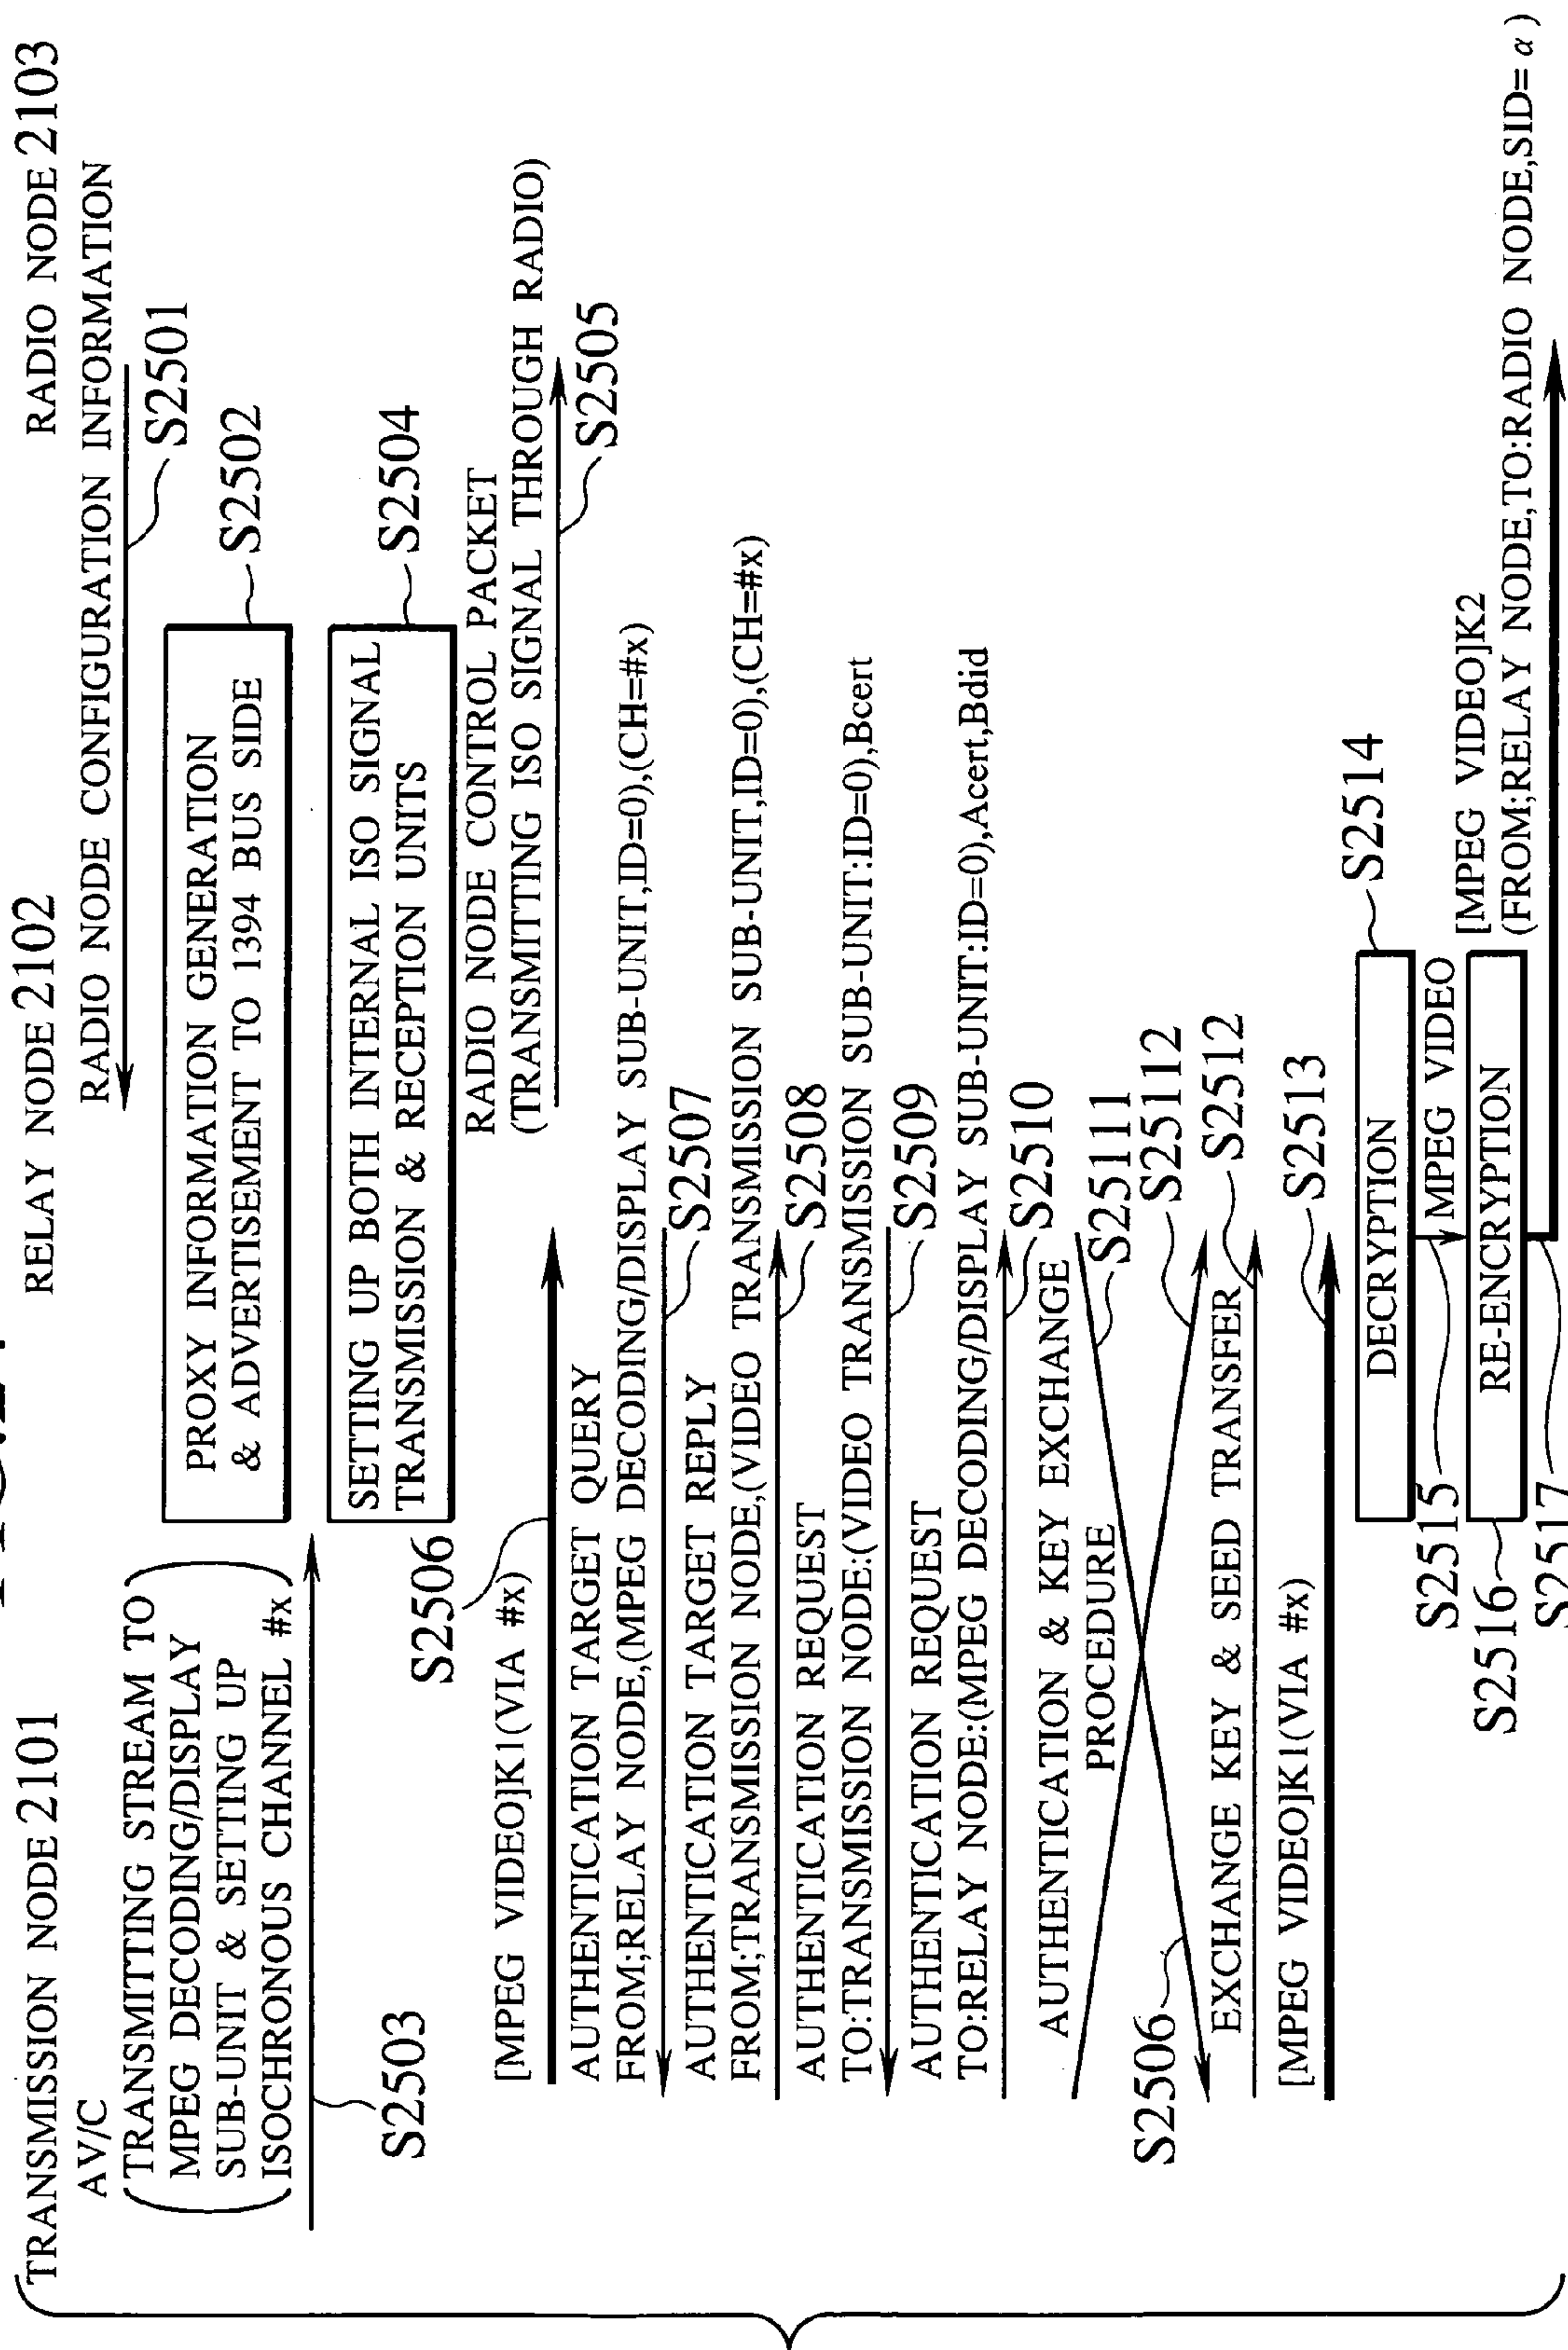 TRANSMISSION NODE 2101
RELAY NODE 2102
RADIO NODE 2103
RADIO NODE CONFIGURATION INFORMATION
S2501
PROXY INFORMATION GENERATION
& ADVERTISEMENT TO 1394 BUS SIDE
S2502
AV/C
TRANSMITTING STREAM TO
MPEG DECODING/DISPLAY
SUB-UNIT & SETTING UP
ISOCHRONOUS CHANNEL #x
S2503
SETTING UP BOTH INTERNAL ISO SIGNAL
TRANSMISSION & RECEPTION UNITS
S2504
RADIO NODE CONTROL PACKET
(TRANSMITTING ISO SIGNAL THROUGH RADIO)
S2505
S2506
[MPEG VIDEO]K1(VIA #x)
AUTHENTICATION TARGET QUERY
FROM;RELAY NODE,(MPEG DECODING/DISPLAY SUB-UNIT,ID=0),(CH=#x)
S2507
AUTHENTICATION TARGET REPLY
FROM;TRANSMISSION NODE,(VIDEO TRANSMISSION SUB-UNIT,ID=0),(CH=#x)
S2508
AUTHENTICATION REQUEST
TO:TRANSMISSION NODE:(VIDEO TRANSMISSION SUB-UNIT:ID=0),Bcert
S2509
AUTHENTICATION REQUEST
TO:RELAY NODE:(MPEG DECODING/DISPLAY SUB-UNIT:ID=0),Acert,Bdid
S2510
AUTHENTICATION & KEY EXCHANGE
PROCEDURE
S25111
S25112
S2506
EXCHANGE KEY & SEED TRANSFER
S2512
[MPEG VIDEO]K1(VIA #x)
S2513
DECRYPTION
S2514
S2515
MPEG VIDEO
S2516
RE-ENCRYPTION
[MPEG VIDEO]K2
(FROM;RELAY NODE,TO:RADIO NODE,SID=α)
S2517